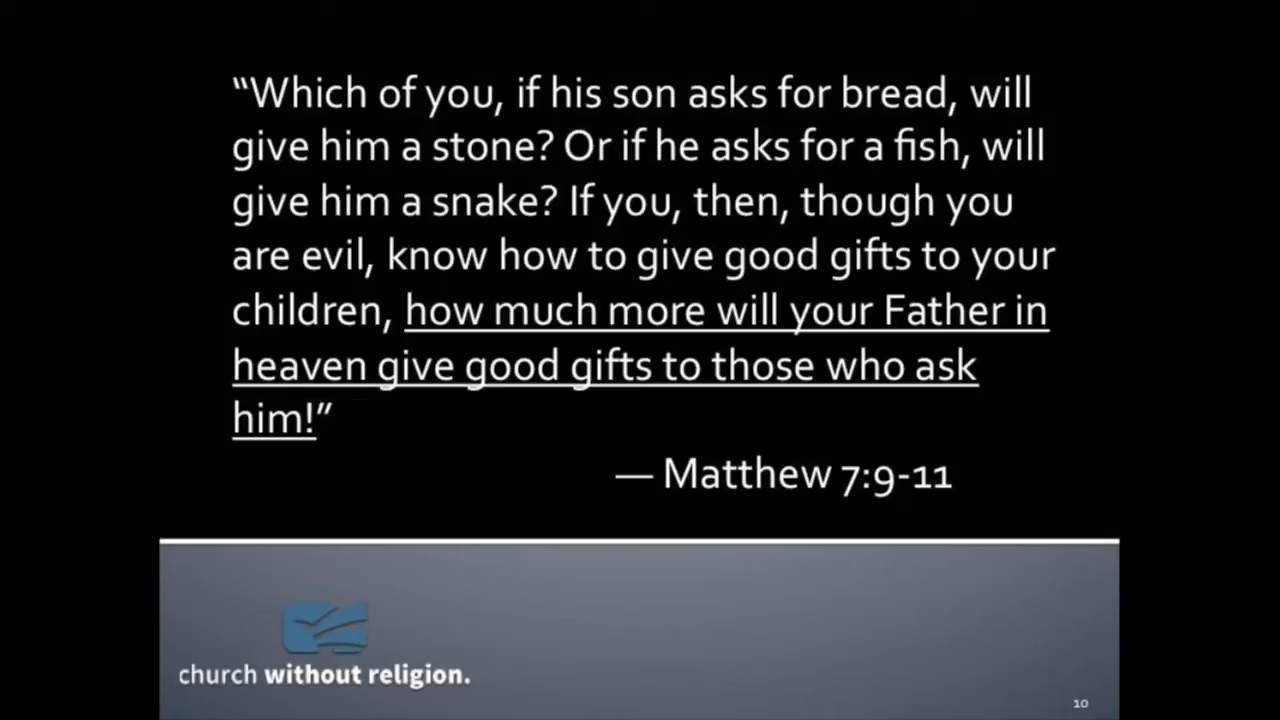 “Which of you, if his son asks for bread, will
give him a stone? Or if he asks for a fish, will
give him a snake? If you, then, though you
are evil, know how to give good gifts to your
children, how much more will your Father in
heaven give good gifts to those who ask
him!”
— Matthew 7:9-11
church without religion.
10